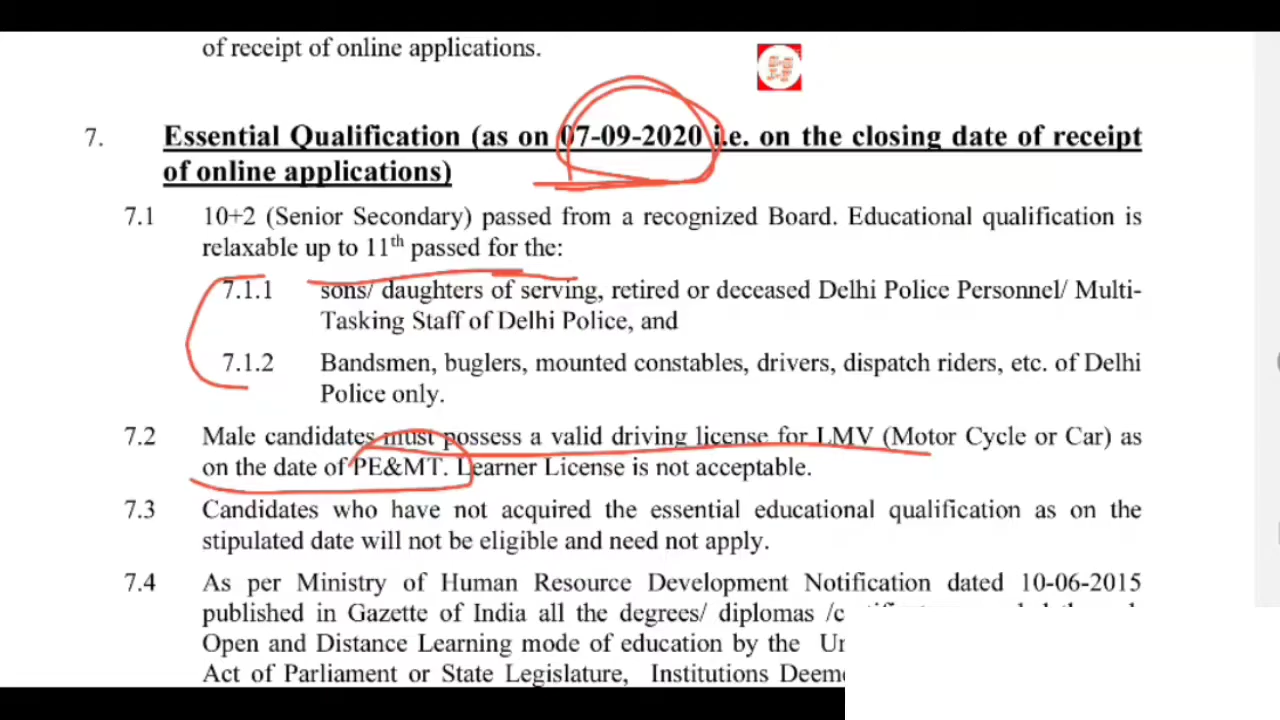 of receipt of online applications.
7. Essential Qualification (as on 07-09-2020 i.e. on the closing date of receipt
of online applications)
7.1 10+2 (Senior Secondary) passed from a recognized Board. Educational qualification is
relaxable up to 11th passed for the:
7.1.1 sons/ daughters of serving, retired or deceased Delhi Police Personnel/ Multi-
Tasking Staff of Delhi Police, and
7.1.2 Bandsmen, buglers, mounted constables, drivers, dispatch riders, etc. of Delhi
Police only.
7.2 Male candidates must possess a valid driving license for LMV (Motor Cycle or Car) as
on the date of PE&MT. Learner License is not acceptable.
7.3 Candidates who have not acquired the essential educational qualification as on the
stipulated date will not be eligible and need not apply.
7.4 As per Ministry of Human Resource Development Notification dated 10-06-2015
published in Gazette of India all the degrees/ diplomas
Open and Distance Learning mode of education by the
Act of Parliament or State Legislature, Institutions